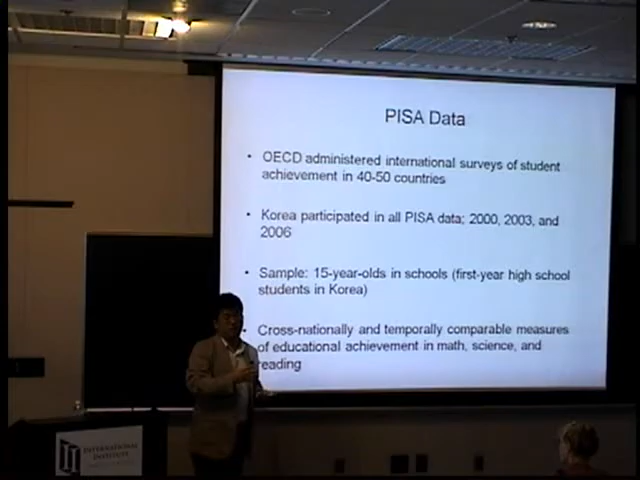 PISA Data
• OECD administered international surveys of student
achievement in 40-50 countries
• Korea participated in all PISA data; 2000, 2003, and
2006
• Sample: 15-year-olds in schools (first-year high school
students in Korea)
• Cross-nationally and temporally comparable measures
of educational achievement in math, science, and
reading
INTERNATIONAL
INSTITUTE